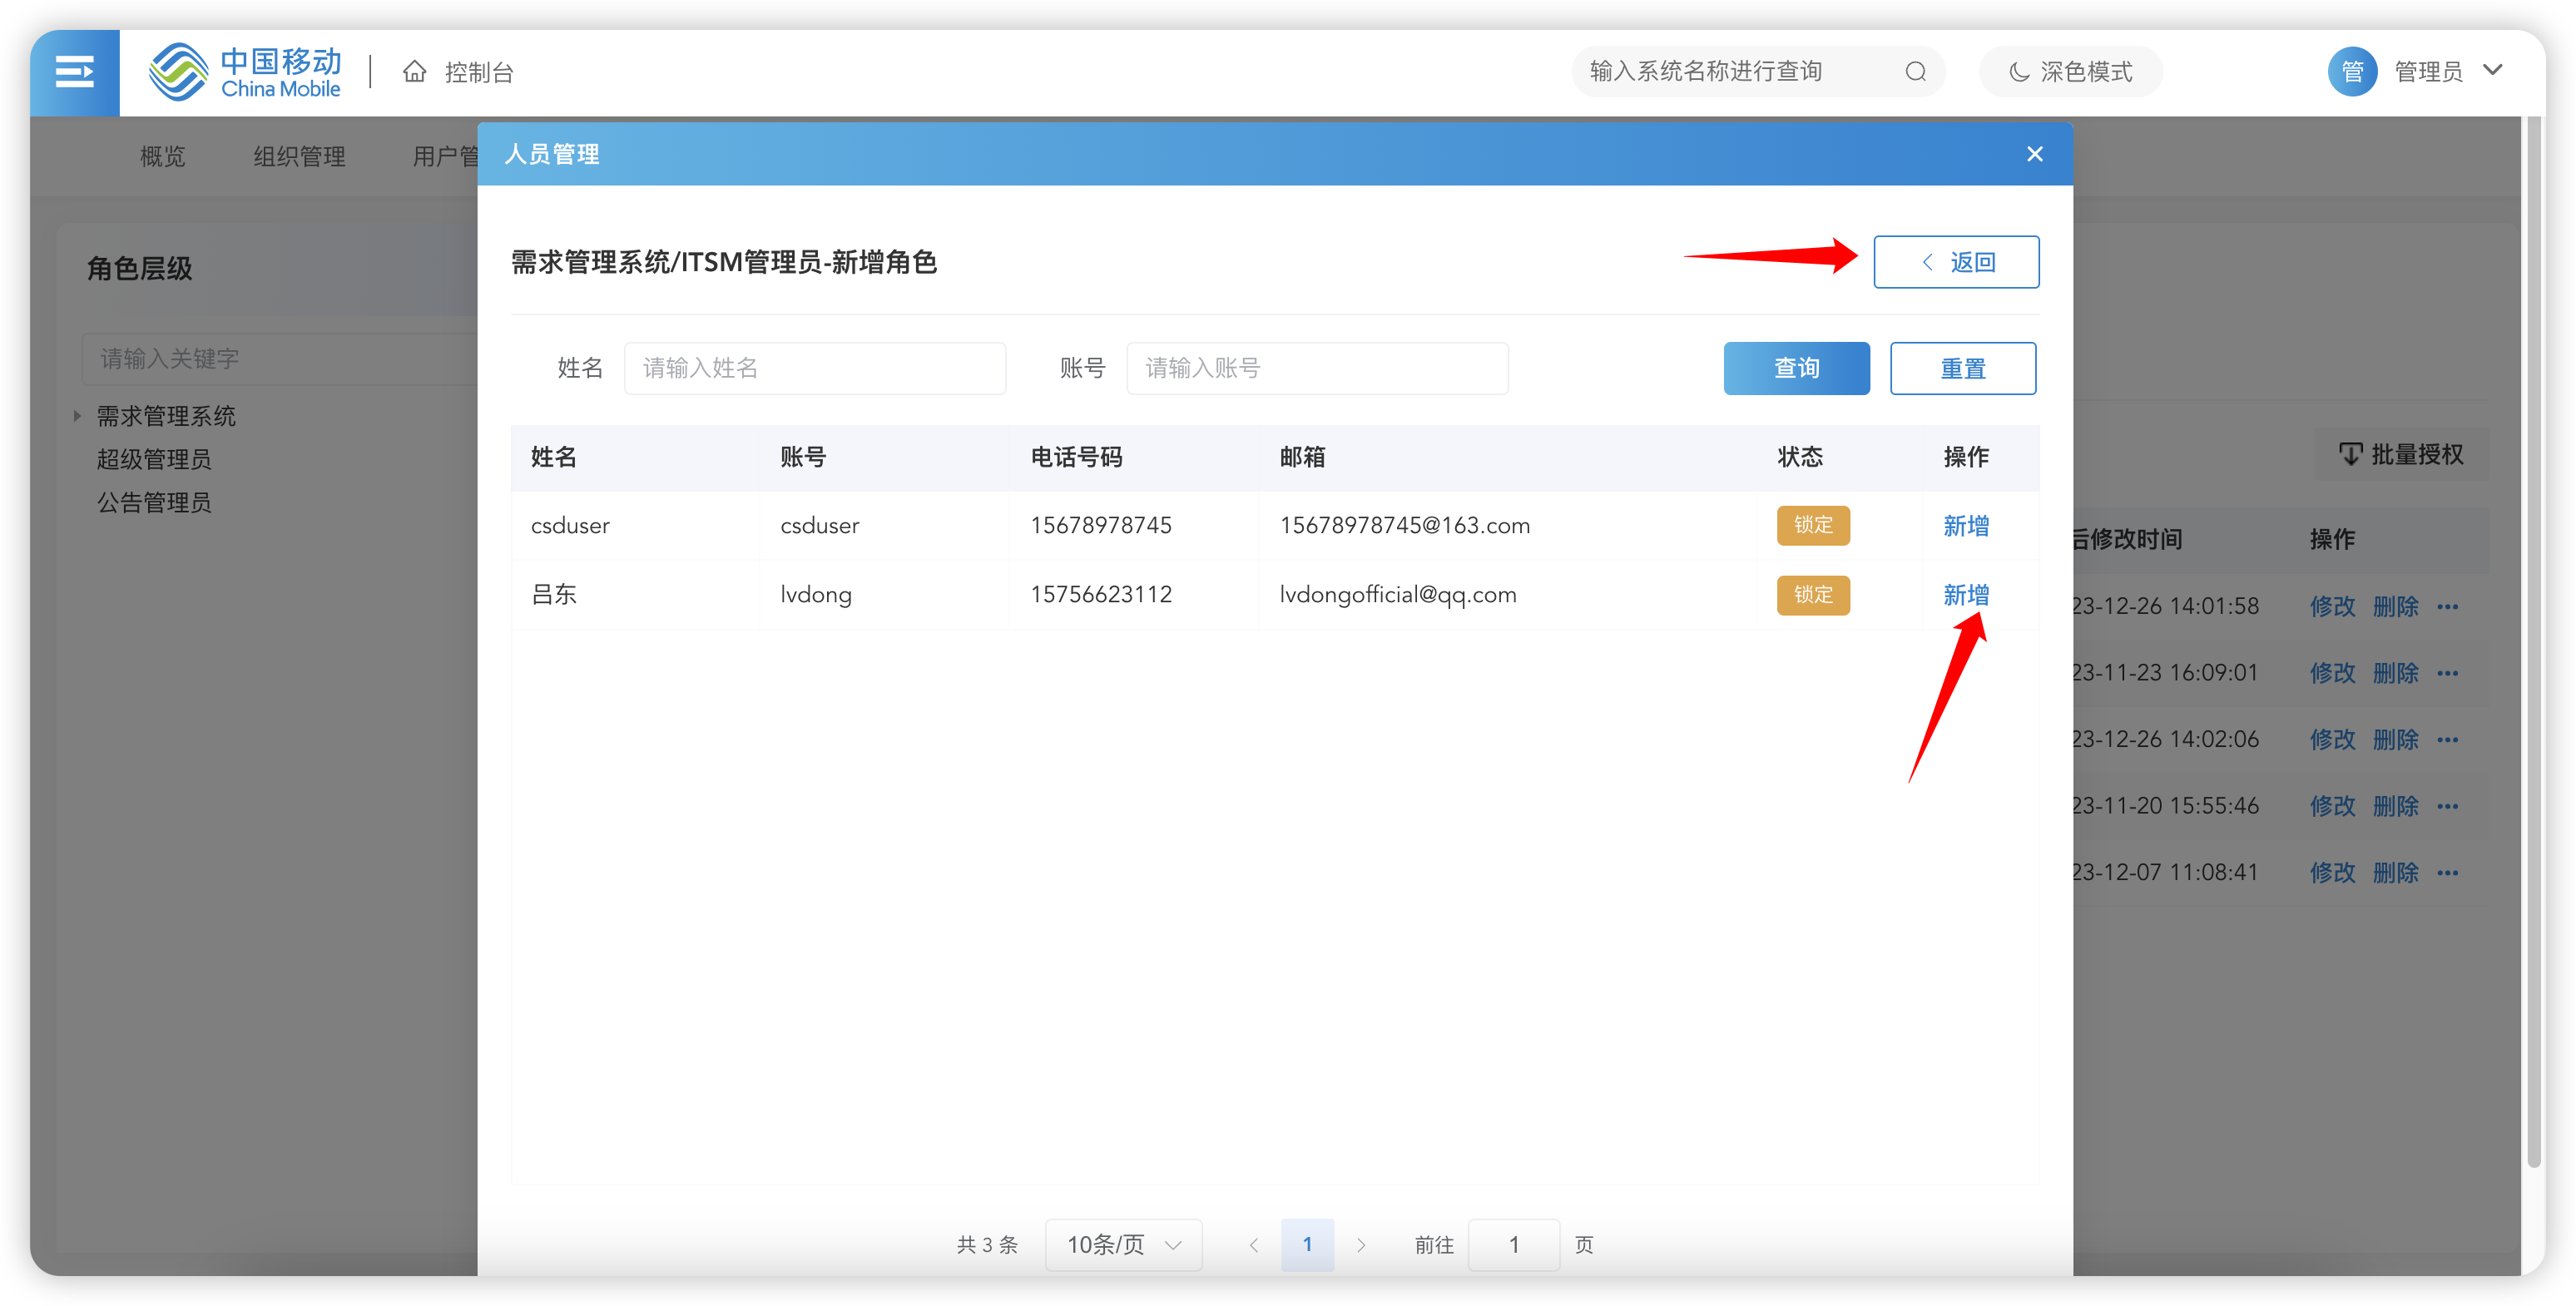 中国移动
China Mobile
控制台
输入系统名称进行查询
深色模式
管
管理员
概览 组织管理 用户管
人员管理
角色层级
请输入关键字
需求管理系统
超级管理员
公告管理员
需求管理系统/ITSM管理员-新增角色
返回
姓名 请输入姓名 账号 请输入账号 查询 重置
姓名 账号 电话号码 邮箱 状态 操作
csduser csduser 15678978745 15678978745@163.com 锁定 新增
吕东 lvdong 15756623112 lvdongofficial@qq.com 锁定 新增
共 3 条 10条/页 1 前往 1 页
批量授权
后修改时间 操作
23-12-26 14:01:58 修改 删除
23-11-23 16:09:01 修改 删除
23-12-26 14:02:06 修改 删除
23-11-20 15:55:46 修改 删除
23-12-07 11:08:41 修改 删除